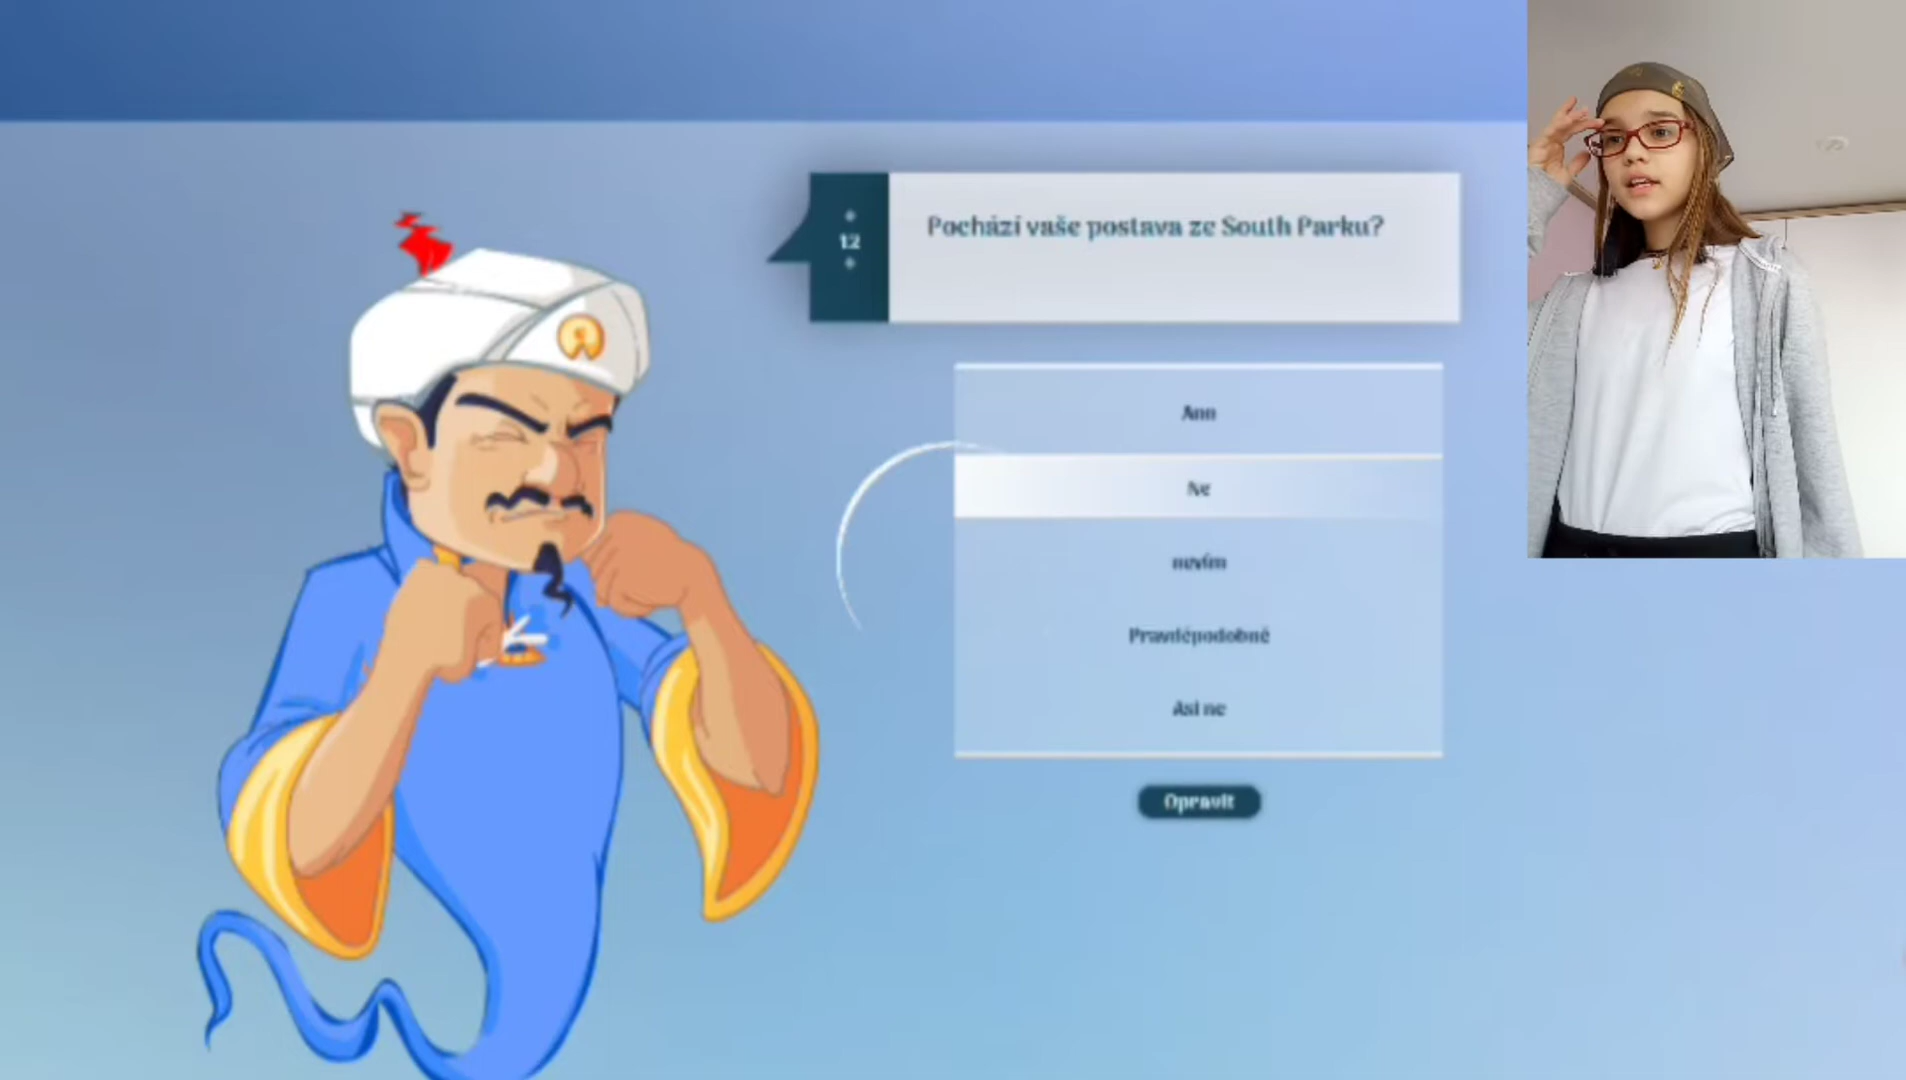 12
Pochází vaše postava ze South Parku?
Ano
Ne
nevím
Pravděpodobně
Asi ne
Opravit